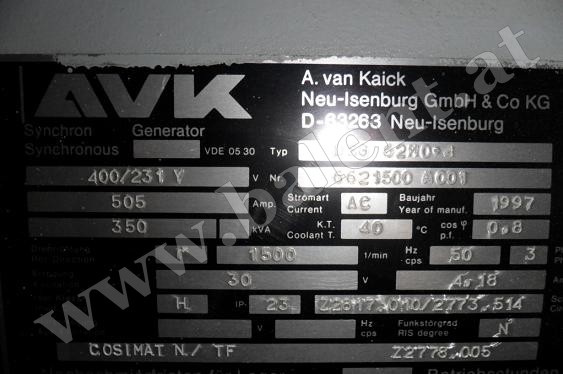 AVK
A. van Kaick
Neu-Isenburg GmbH & Co KG
D-63263 Neu-Isenburg
Synchron Generator
Synchronous VDE 0530 Typ
400/231 Y V Nr. 8621500 A001
505 Amp. Stromart Current AC Baujahr Year of manuf. 1997
350 kVA K.T. Coolant T. 40 °C cos φ p.f. 0,8
1500 1/min Hz cps 50 3
30 V
H IP 23
V Hz cps Funkstörgrad RIS degree N
COSIMAT N./ TF Z2778.005
Betriebsstunden
www.balert.at